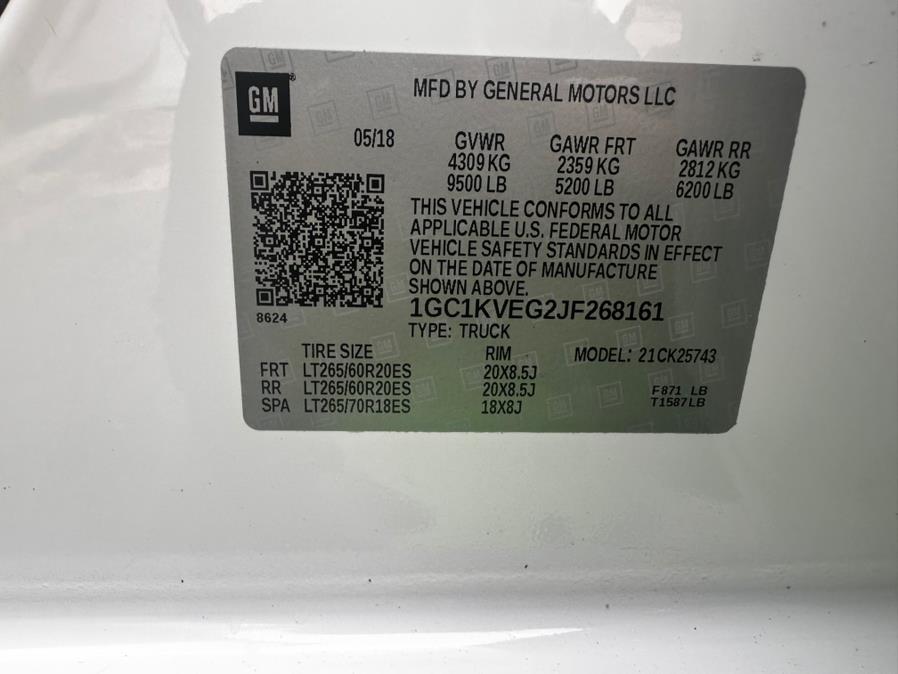 GM ®
MFD BY GENERAL MOTORS LLC
05/18 GVWR GAWR FRT GAWR RR
4309 KG 2359 KG 2812 KG
9500 LB 5200 LB 6200 LB
THIS VEHICLE CONFORMS TO ALL
APPLICABLE U.S. FEDERAL MOTOR
VEHICLE SAFETY STANDARDS IN EFFECT
ON THE DATE OF MANUFACTURE
SHOWN ABOVE.
8624
1GC1KVEG2JF268161
TYPE: TRUCK
TIRE SIZE RIM MODEL: 21CK25743
FRT LT265/60R20ES 20X8.5J
RR LT265/60R20ES 20X8.5J F871 LB
SPA LT265/70R18ES 18X8J T1587LB